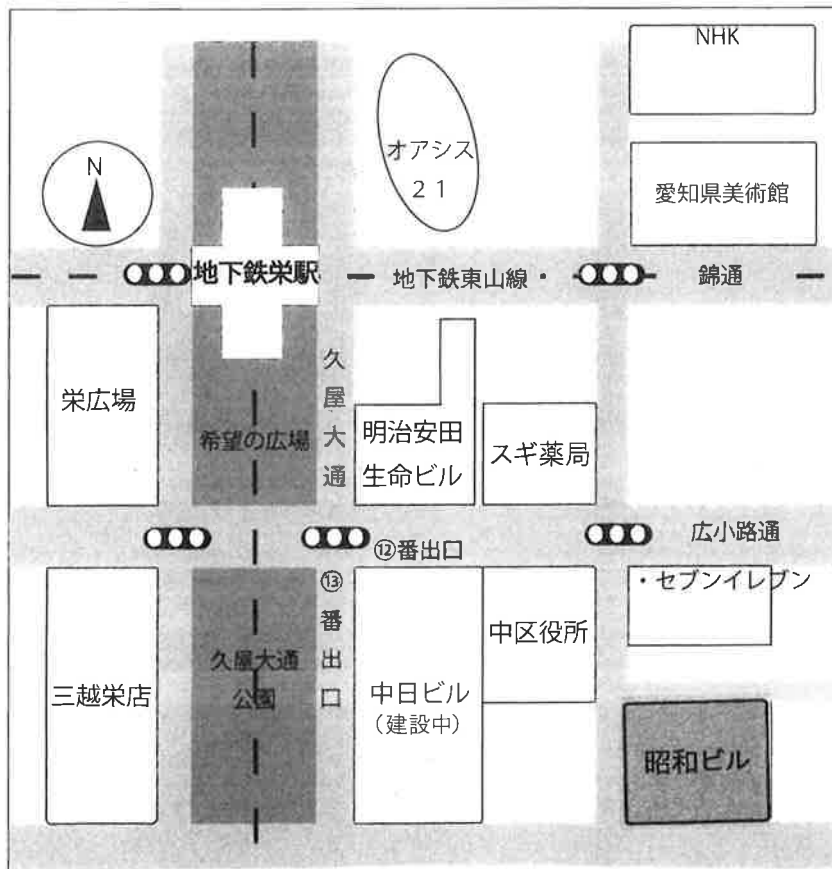 NHK
N
オアシス
２１
愛知県美術館
地下鉄栄駅
地下鉄東山線・
錦通
栄広場
希望の広場
久屋大通
明治安田
生命ビル
スギ薬局
⑫番出口
広小路通
⑬番出口
・セブンイレブン
三越栄店
久屋大通
公園
中日ビル
（建設中）
中区役所
昭和ビル